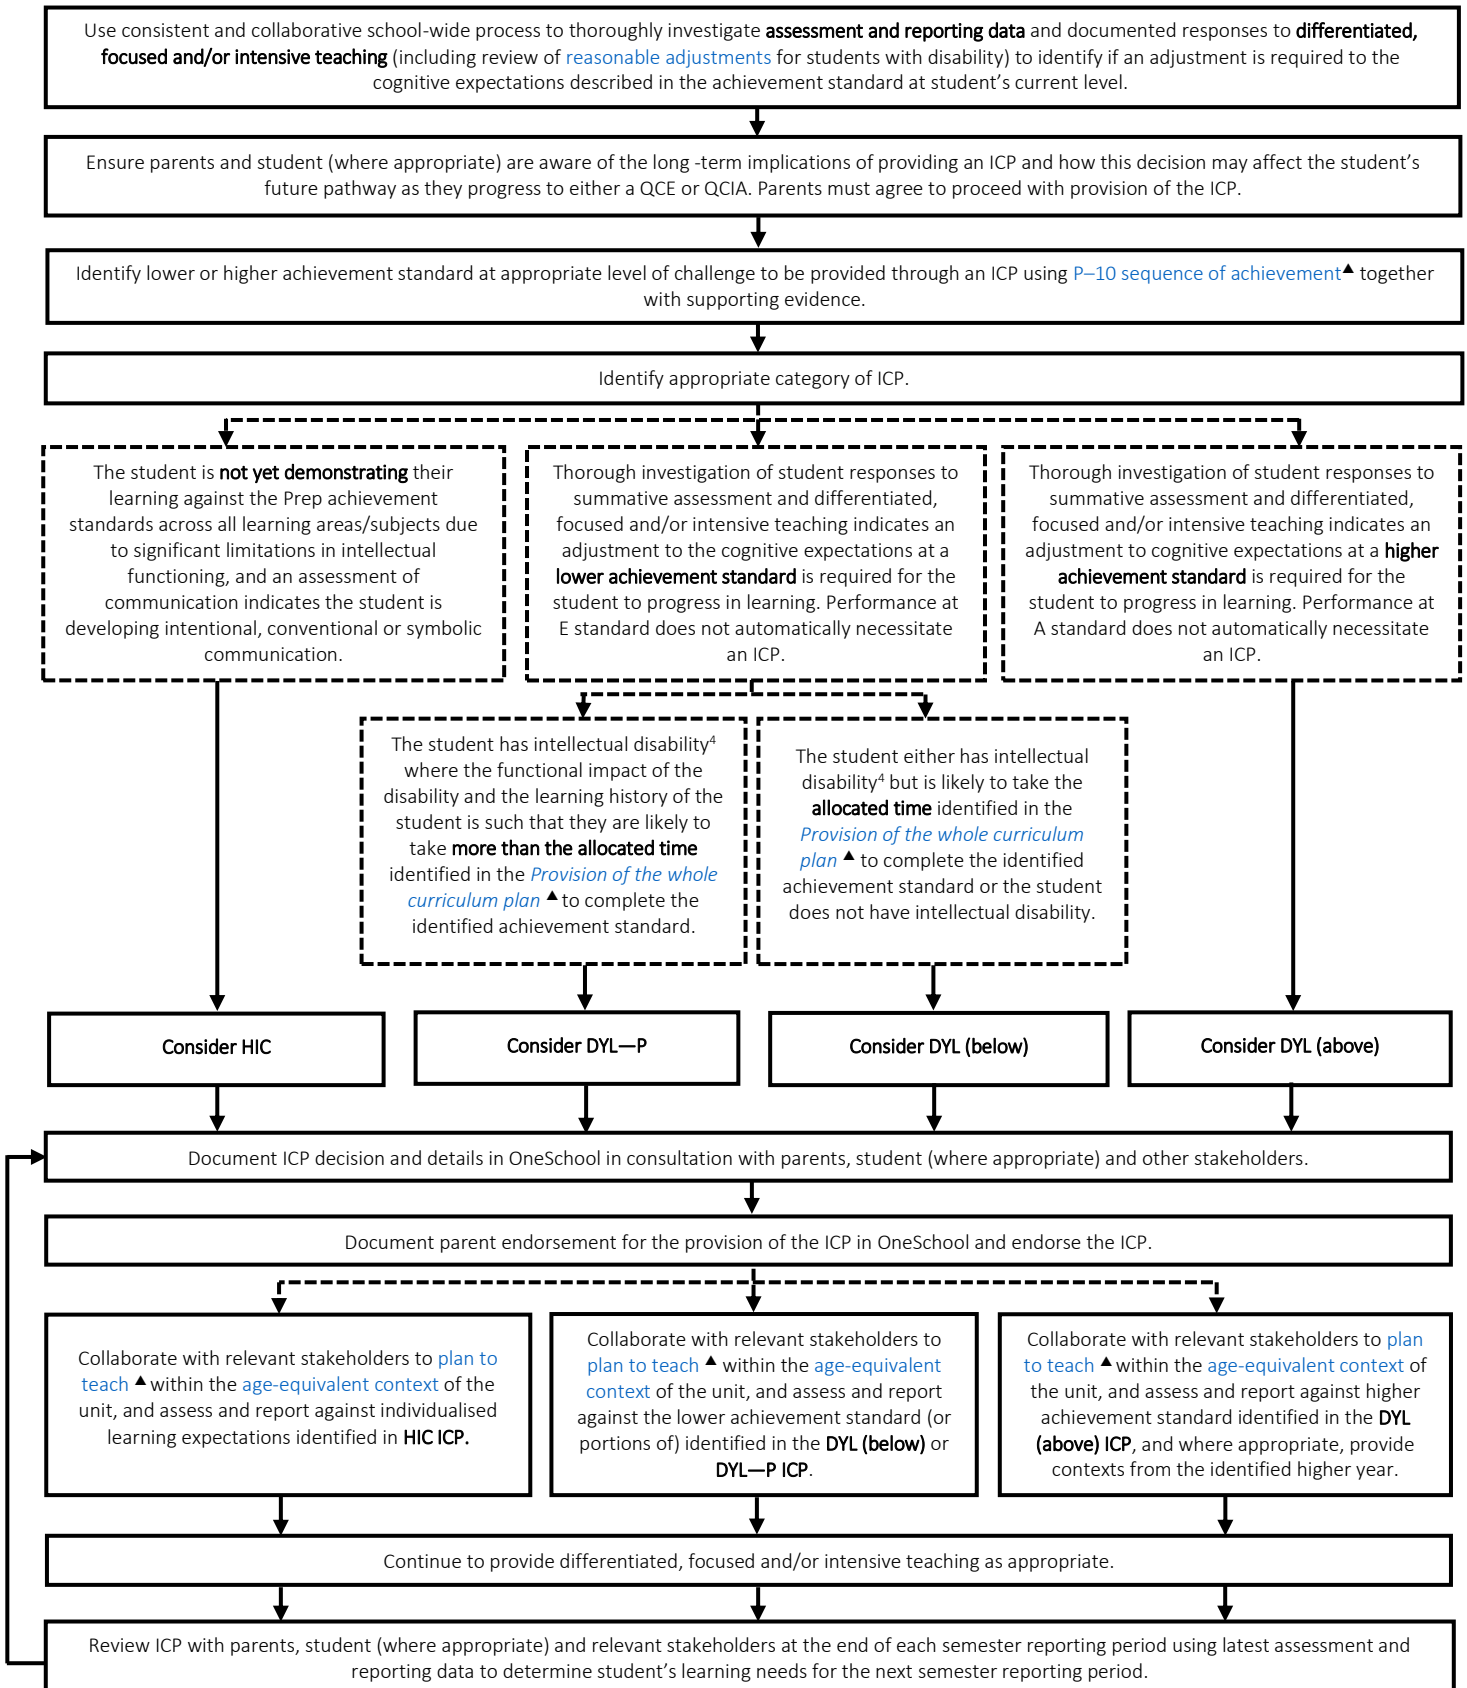 Use consistent and collaborative school-wide process to thoroughly investigate assessment and reporting data and documented responses to differentiated,
focused and/or intensive teaching (including review of reasonable adjustments for students with disability) to identify if an adjustment is required to the
cognitive expectations described in the achievement standard at student's current level.
Ensure parents and student (where appropriate) are aware of the long -term implications of providing an ICP and how this decision may affect the student's
future pathway as they progress to either a QCE or QCIA. Parents must agree to proceed with provision of the ICP.
Identify lower or higher achievement standard at appropriate level of challenge to be provided through an ICP using P–10 sequence of achievement▲ together
with supporting evidence.
Identify appropriate category of ICP.
The student is not yet demonstrating their
learning against the Prep achievement
standards across all learning areas/subjects due
to significant limitations in intellectual
functioning, and an assessment of
communication indicates the student is
developing intentional, conventional or symbolic
communication.
Thorough investigation of student responses to
summative assessment and differentiated,
focused and/or intensive teaching indicates an
adjustment to the cognitive expectations at a
lower achievement standard is required for the
student to progress in learning. Performance at
E standard does not automatically necessitate
an ICP.
Thorough investigation of student responses to
summative assessment and differentiated,
focused and/or intensive teaching indicates an
adjustment to cognitive expectations at a higher
achievement standard is required for the
student to progress in learning. Performance at
A standard does not automatically necessitate
an ICP.
The student has intellectual disability⁴
where the functional impact of the
disability and the learning history of the
student is such that they are likely to
take more than the allocated time
identified in the Provision of the whole
curriculum plan ▲ to complete the
identified achievement standard.
The student either has intellectual
disability⁴ but is likely to take the
allocated time identified in the
Provision of the whole curriculum
plan ▲ to complete the identified
achievement standard or the student
does not have intellectual disability.
Consider HIC
Consider DYL—P
Consider DYL (below)
Consider DYL (above)
Document ICP decision and details in OneSchool in consultation with parents, student (where appropriate) and other stakeholders.
Document parent endorsement for the provision of the ICP in OneSchool and endorse the ICP.
Collaborate with relevant stakeholders to plan to
teach ▲ within the age-equivalent context of the
unit, and assess and report against individualised
learning expectations identified in HIC ICP.
Collaborate with relevant stakeholders to
plan to teach ▲ within the age-equivalent
context of the unit, and assess and report
against the lower achievement standard (or
portions of) identified in the DYL (below) or
DYL—P ICP.
Collaborate with relevant stakeholders to plan
to teach ▲ within the age-equivalent context of
the unit, and assess and report against higher
achievement standard identified in the DYL
(above) ICP, and where appropriate, provide
contexts from the identified higher year.
Continue to provide differentiated, focused and/or intensive teaching as appropriate.
Review ICP with parents, student (where appropriate) and relevant stakeholders at the end of each semester reporting period using latest assessment and
reporting data to determine student's learning needs for the next semester reporting period.